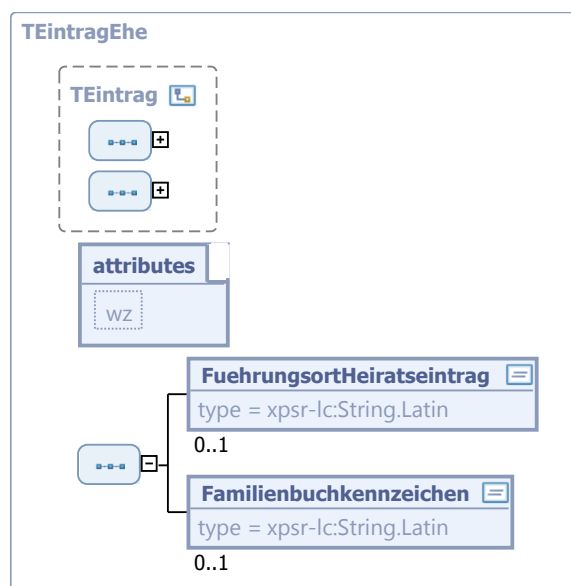 TEintragEhe
TEintrag
attributes
wz
FuehrungsortHeiratseintrag
type = xpsr-lc:String.Latin
0..1
Familienbuchkennzeichen
type = xpsr-lc:String.Latin
0..1